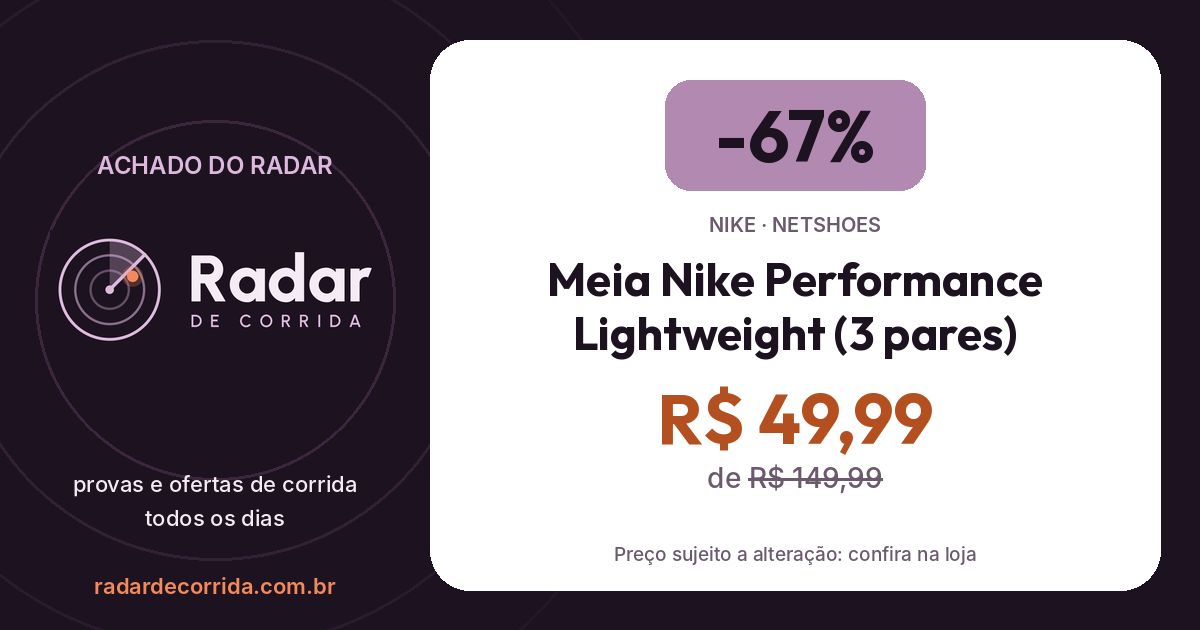 ACHADO DO RADAR
Radar
DE CORRIDA
provas e ofertas de corrida
todos os dias
radardecorrida.com.br
-67%
NIKE · NETSHOES
Meia Nike Performance
Lightweight (3 pares)
R$ 49,99
de R$ 149,99
Preço sujeito a alteração: confira na loja